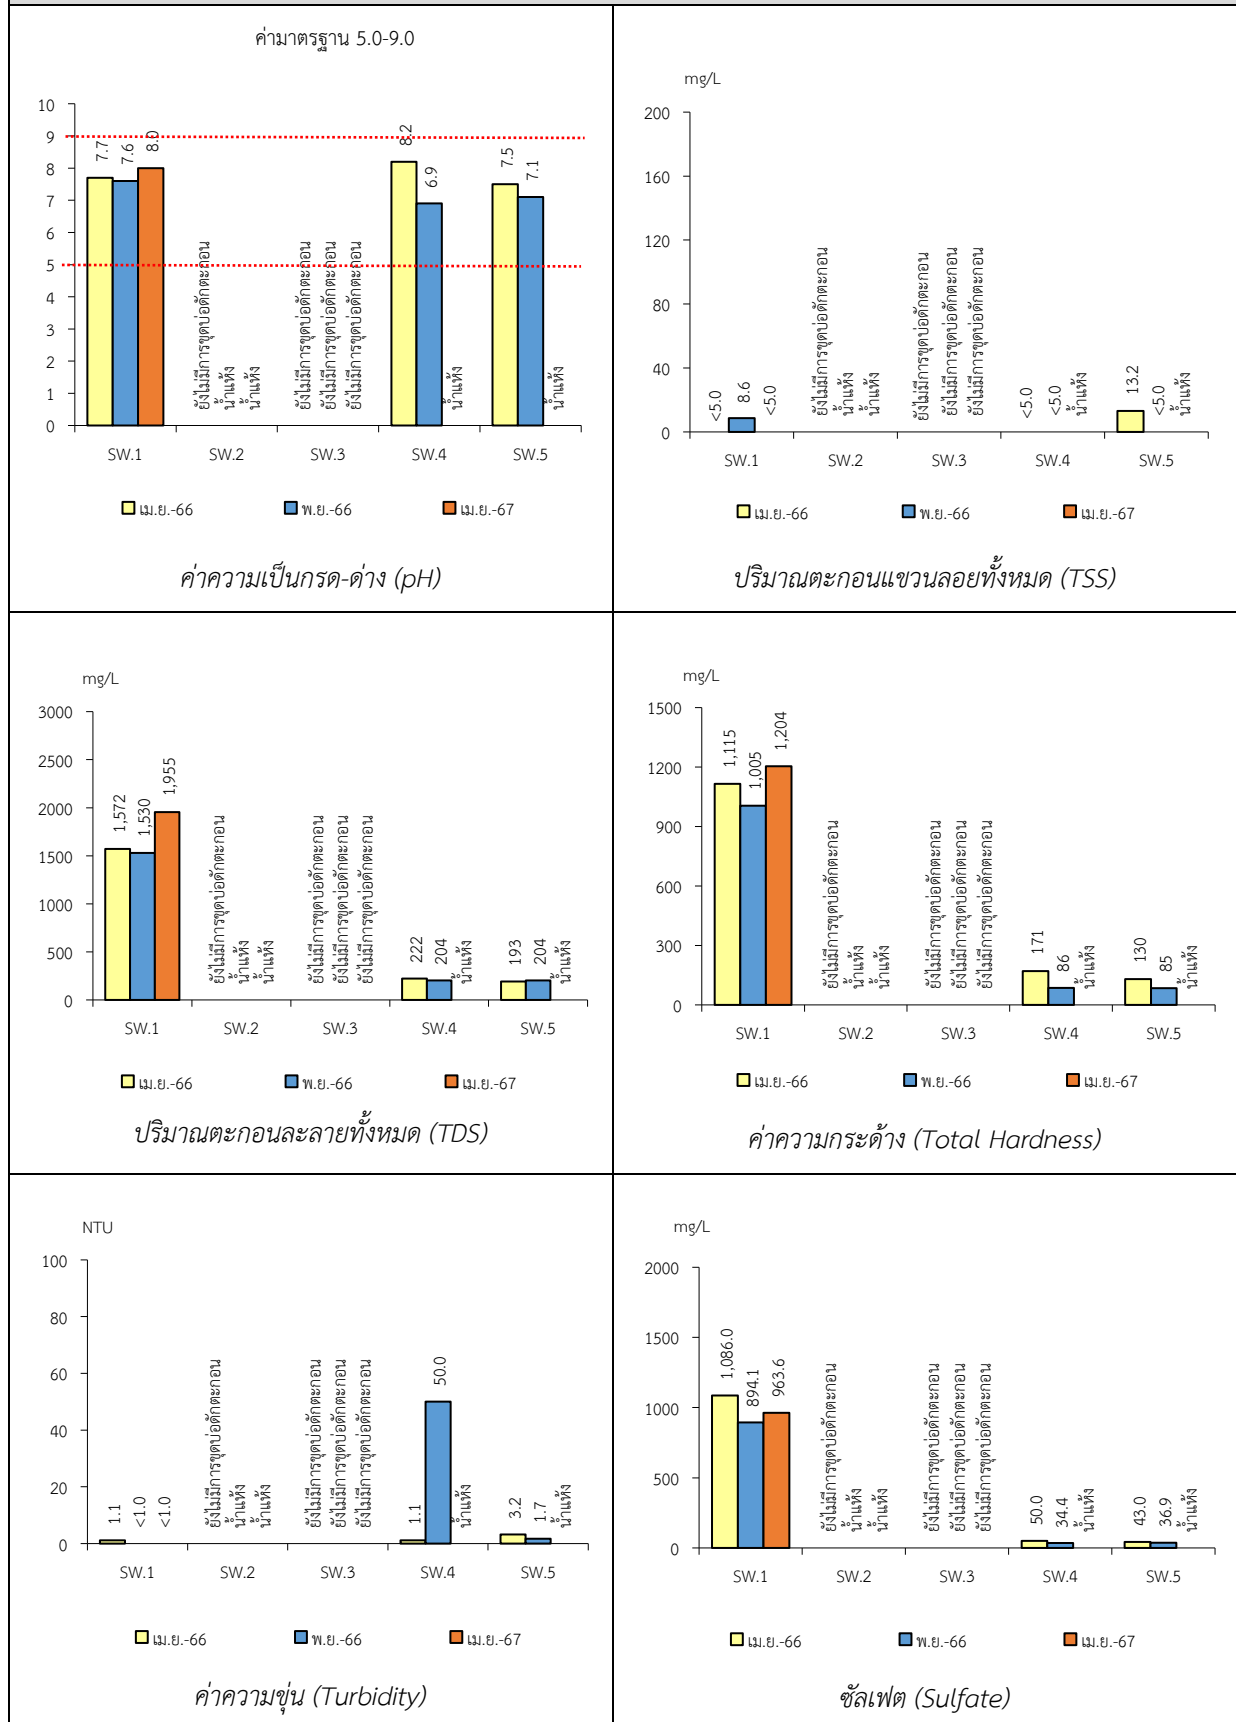 ค่ามาตรฐาน 5.0-9.0
10
9
8
7
6
5
4
3
2
1
0
7.7
7.6
8.0
ยังไม่มีการขุดบ่อดักตะกอน
น้ำแห้ง
น้ำแห้ง
ยังไม่มีการขุดบ่อดักตะกอน
ยังไม่มีการขุดบ่อดักตะกอน
ยังไม่มีการขุดบ่อดักตะกอน
8.2
6.9
น้ำแห้ง
7.5
7.1
น้ำแห้ง
SW.1 SW.2 SW.3 SW.4 SW.5
เม.ย.-66 พ.ย.-66 เม.ย.-67
ค่าความเป็นกรด-ด่าง (pH)
mg/L
200
160
120
80
40
0
<5.0
8.6
<5.0
ยังไม่มีการขุดบ่อดักตะกอน
น้ำแห้ง
น้ำแห้ง
ยังไม่มีการขุดบ่อดักตะกอน
ยังไม่มีการขุดบ่อดักตะกอน
ยังไม่มีการขุดบ่อดักตะกอน
<5.0
<5.0
น้ำแห้ง
13.2
<5.0
น้ำแห้ง
SW.1 SW.2 SW.3 SW.4 SW.5
เม.ย.-66 พ.ย.-66 เม.ย.-67
ปริมาณตะกอนแขวนลอยทั้งหมด (TSS)
mg/L
3000
2500
2000
1500
1000
500
0
1,572
1,530
1,955
ยังไม่มีการขุดบ่อดักตะกอน
น้ำแห้ง
น้ำแห้ง
ยังไม่มีการขุดบ่อดักตะกอน
ยังไม่มีการขุดบ่อดักตะกอน
ยังไม่มีการขุดบ่อดักตะกอน
222
204
น้ำแห้ง
193
204
น้ำแห้ง
SW.1 SW.2 SW.3 SW.4 SW.5
เม.ย.-66 พ.ย.-66 เม.ย.-67
ปริมาณตะกอนละลายทั้งหมด (TDS)
mg/L
1500
1200
900
600
300
0
1,115
1,005
1,204
ยังไม่มีการขุดบ่อดักตะกอน
น้ำแห้ง
น้ำแห้ง
ยังไม่มีการขุดบ่อดักตะกอน
ยังไม่มีการขุดบ่อดักตะกอน
ยังไม่มีการขุดบ่อดักตะกอน
171
86
น้ำแห้ง
130
85
น้ำแห้ง
SW.1 SW.2 SW.3 SW.4 SW.5
เม.ย.-66 พ.ย.-66 เม.ย.-67
ค่าความกระด้าง (Total Hardness)
NTU
100
80
60
40
20
0
1.1
<1.0
<1.0
ยังไม่มีการขุดบ่อดักตะกอน
น้ำแห้ง
น้ำแห้ง
ยังไม่มีการขุดบ่อดักตะกอน
ยังไม่มีการขุดบ่อดักตะกอน
ยังไม่มีการขุดบ่อดักตะกอน
1.1
50.0
น้ำแห้ง
3.2
1.7
น้ำแห้ง
SW.1 SW.2 SW.3 SW.4 SW.5
เม.ย.-66 พ.ย.-66 เม.ย.-67
ค่าความขุ่น (Turbidity)
mg/L
2000
1500
1000
500
0
1,086.0
894.1
963.6
ยังไม่มีการขุดบ่อดักตะกอน
น้ำแห้ง
น้ำแห้ง
ยังไม่มีการขุดบ่อดักตะกอน
ยังไม่มีการขุดบ่อดักตะกอน
ยังไม่มีการขุดบ่อดักตะกอน
50.0
34.4
น้ำแห้ง
43.0
36.9
น้ำแห้ง
SW.1 SW.2 SW.3 SW.4 SW.5
เม.ย.-66 พ.ย.-66 เม.ย.-67
ซัลเฟต (Sulfate)